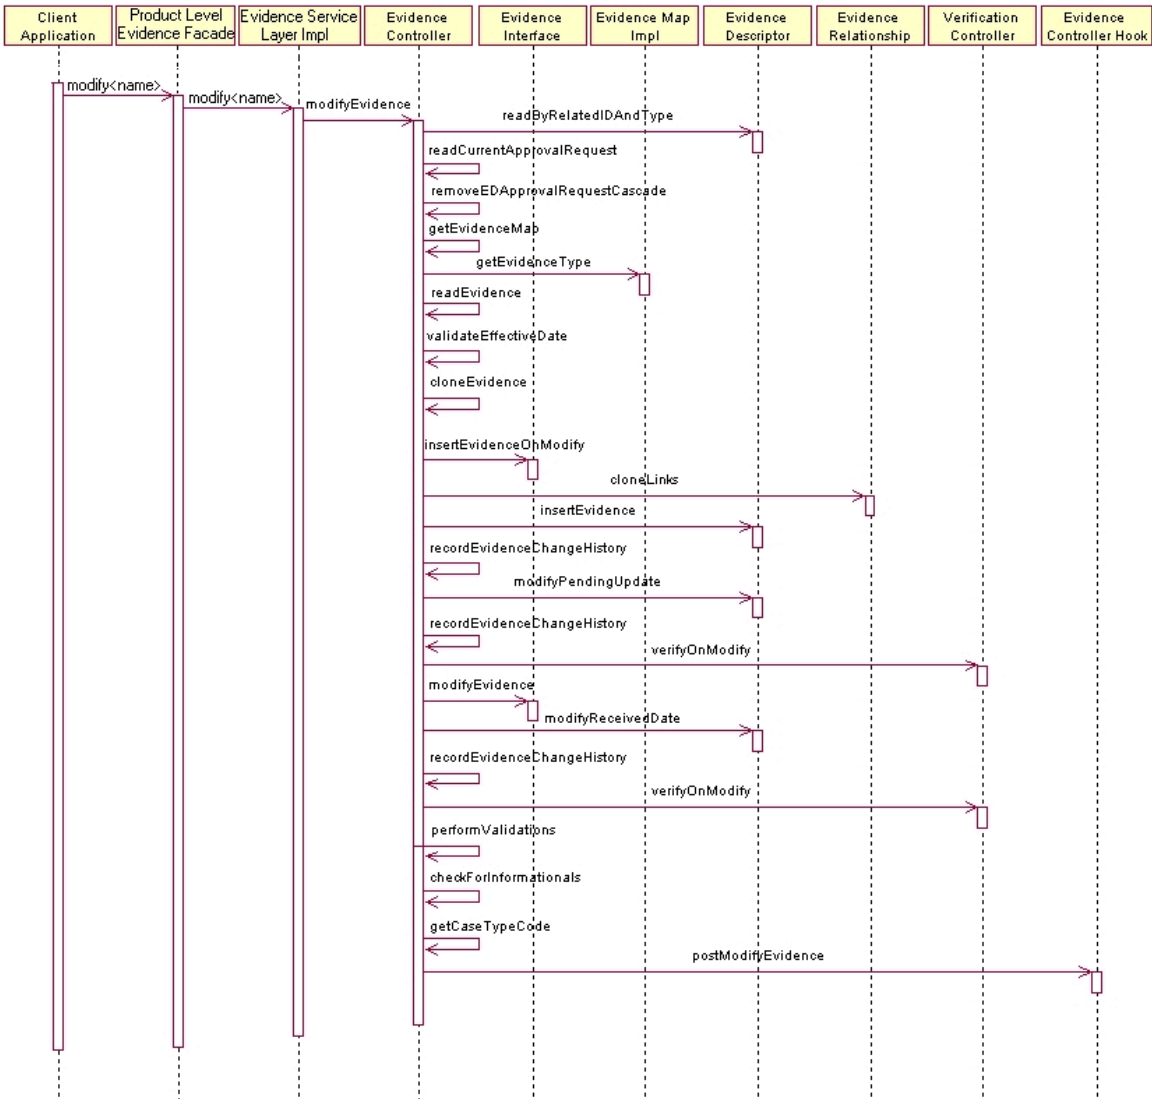 Client Application
Product Level Evidence Facade
Evidence Service Layer Impl
Evidence Controller
Evidence Interface
Evidence Map Impl
Evidence Descriptor
Evidence Relationship
Verification Controller
Evidence Controller Hook
modify<name>
modify<name>
modifyEvidence
readByRelatedIDAndType
readCurrentApprovalRequest
removeEDApprovalRequestCascade
getEvidenceMap
getEvidenceType
readEvidence
validateEffectiveDate
cloneEvidence
insertEvidenceOnModify
cloneLinks
insertEvidence
recordEvidenceChangeHistory
modifyPendingUpdate
recordEvidenceChangeHistory
verifyOnModify
modifyEvidence
modifyReceivedDate
recordEvidenceChangeHistory
verifyOnModify
performValidations
checkForInformationals
getCaseTypeCode
postModifyEvidence